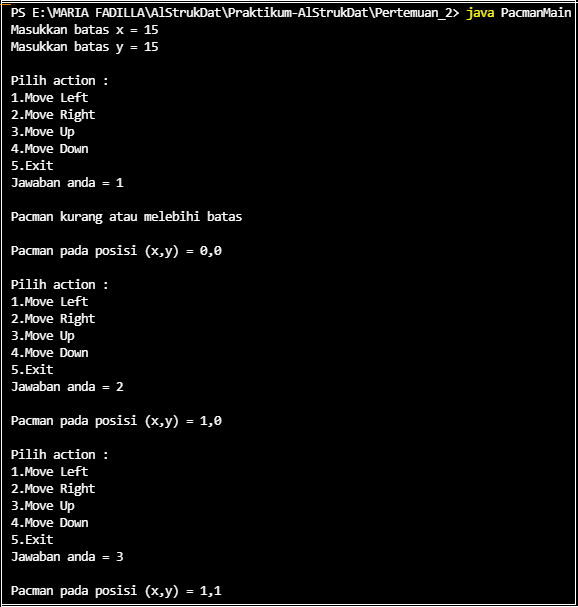 PS E:\MARIA FADILLA\AlStrukDat\Praktikum-AlStrukDat\Pertemuan_2> java PacmanMain
Masukkan batas x = 15
Masukkan batas y = 15
Pilih action :
1.Move Left
2.Move Right
3.Move Up
4.Move Down
5.Exit
Jawaban anda = 1
Pacman kurang atau melebihi batas
Pacman pada posisi (x,y) = 0,0
Pilih action :
1.Move Left
2.Move Right
3.Move Up
4.Move Down
5.Exit
Jawaban anda = 2
Pacman pada posisi (x,y) = 1,0
Pilih action :
1.Move Left
2.Move Right
3.Move Up
4.Move Down
5.Exit
Jawaban anda = 3
Pacman pada posisi (x,y) = 1,1